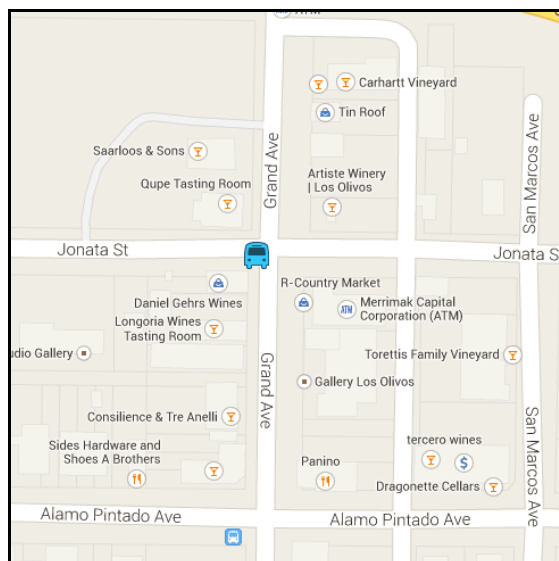 ATM
Carhartt Vineyard
Tin Roof
San Marcos Ave
Grand Ave
Saarloos & Sons
Artiste Winery
| Los Olivos
Qupe Tasting Room
Jonata St
Jonata S
R-Country Market
Daniel Gehrs Wines
ATM
Merrimak Capital
Corporation (ATM)
Longoria Wines
Tasting Room
udio Gallery
Torettis Family Vineyard
Grand Ave
Gallery Los Olivos
Consilience & Tre Anelli
San Marcos Ave
Sides Hardware and
Shoes A Brothers
tercero wines
Panino
$
Dragonette Cellars
Alamo Pintado Ave
Alamo Pintado Ave